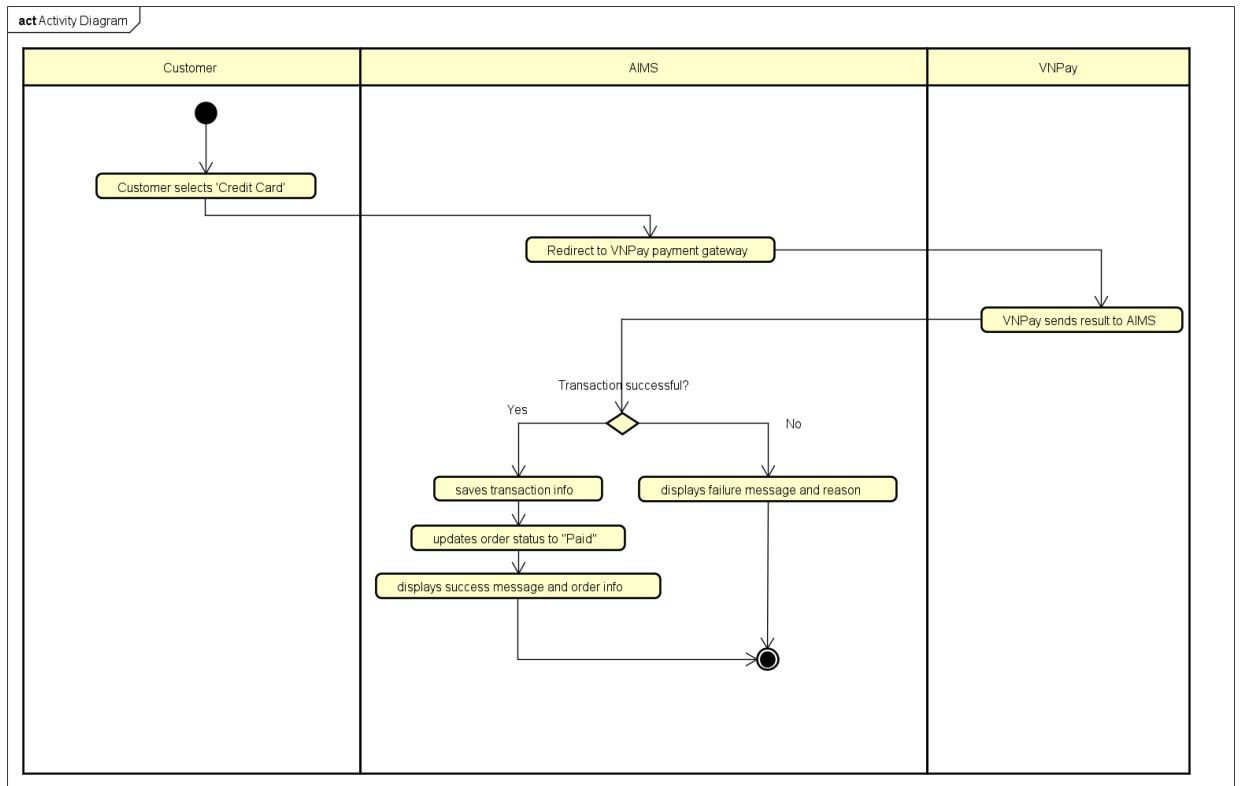 act Activity Diagram
Customer
AIMS
VNPay
Customer selects 'Credit Card'
Redirect to VNPay payment gateway
VNPay sends result to AIMS
Transaction successful?
Yes
No
saves transaction info
displays failure message and reason
updates order status to "Paid"
displays success message and order info